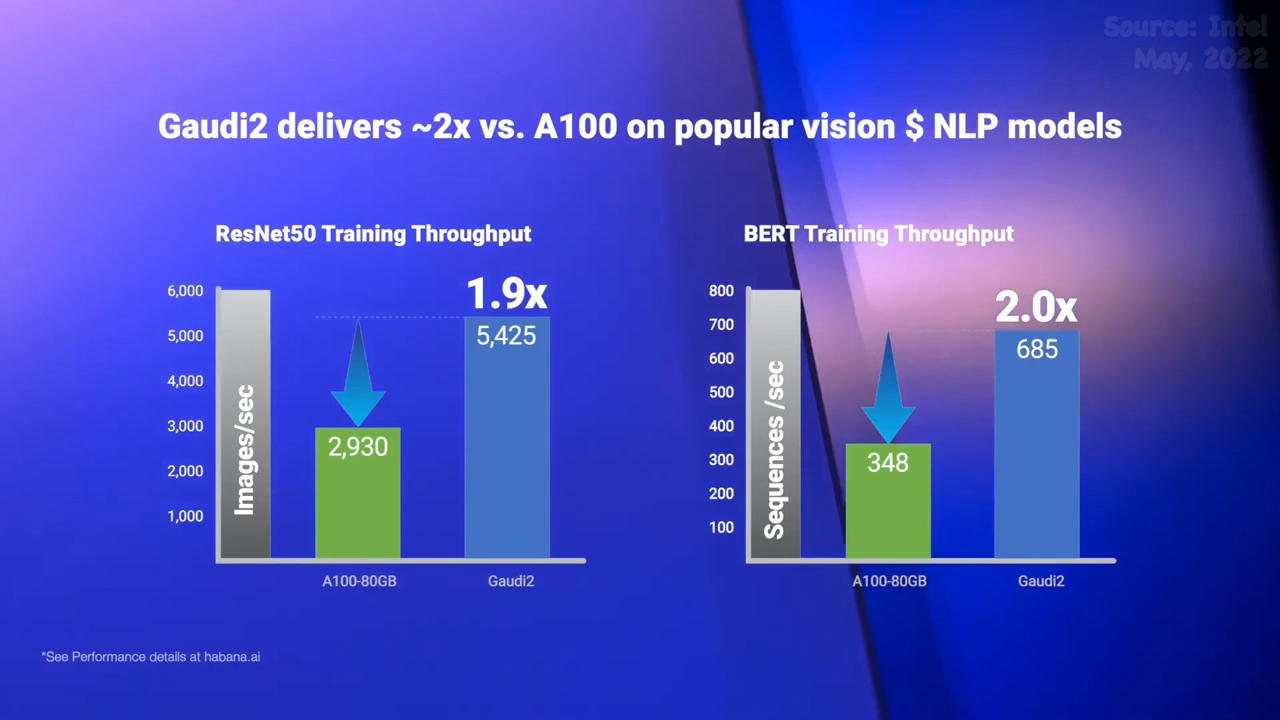 Source: Intel
May, 2022
Gaudi2 delivers ~2x vs. A100 on popular vision $ NLP models
ResNet50 Training Throughput
6,000
5,000
4,000
3,000
2,000
1,000
Images/sec
2,930
1.9x
5,425
A100-80GB
Gaudi2
BERT Training Throughput
800
700
600
500
400
300
200
100
Sequences /sec
348
2.0x
685
A100-80GB
Gaudi2
*See Performance details at habana.ai